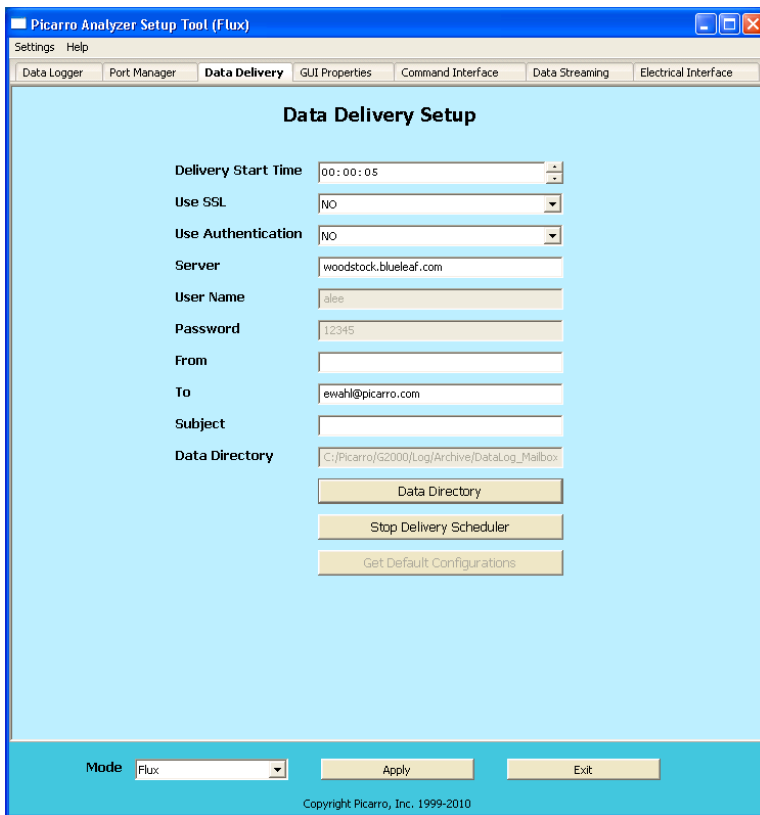 Picarro Analyzer Setup Tool (Flux)
Settings Help
Data Logger Port Manager Data Delivery GUI Properties Command Interface Data Streaming Electrical Interface
Data Delivery Setup
Delivery Start Time 00:00:05
Use SSL NO
Use Authentication NO
Server woodstock.blueleaf.com
User Name alee
Password 12345
From
To ewahl@picarro.com
Subject
Data Directory C:/Picarro/G2000/Log/Archive/DataLog_Mailbox
Data Directory
Stop Delivery Scheduler
Get Default Configurations
Mode Flux Apply Exit
Copyright Picarro, Inc. 1999-2010